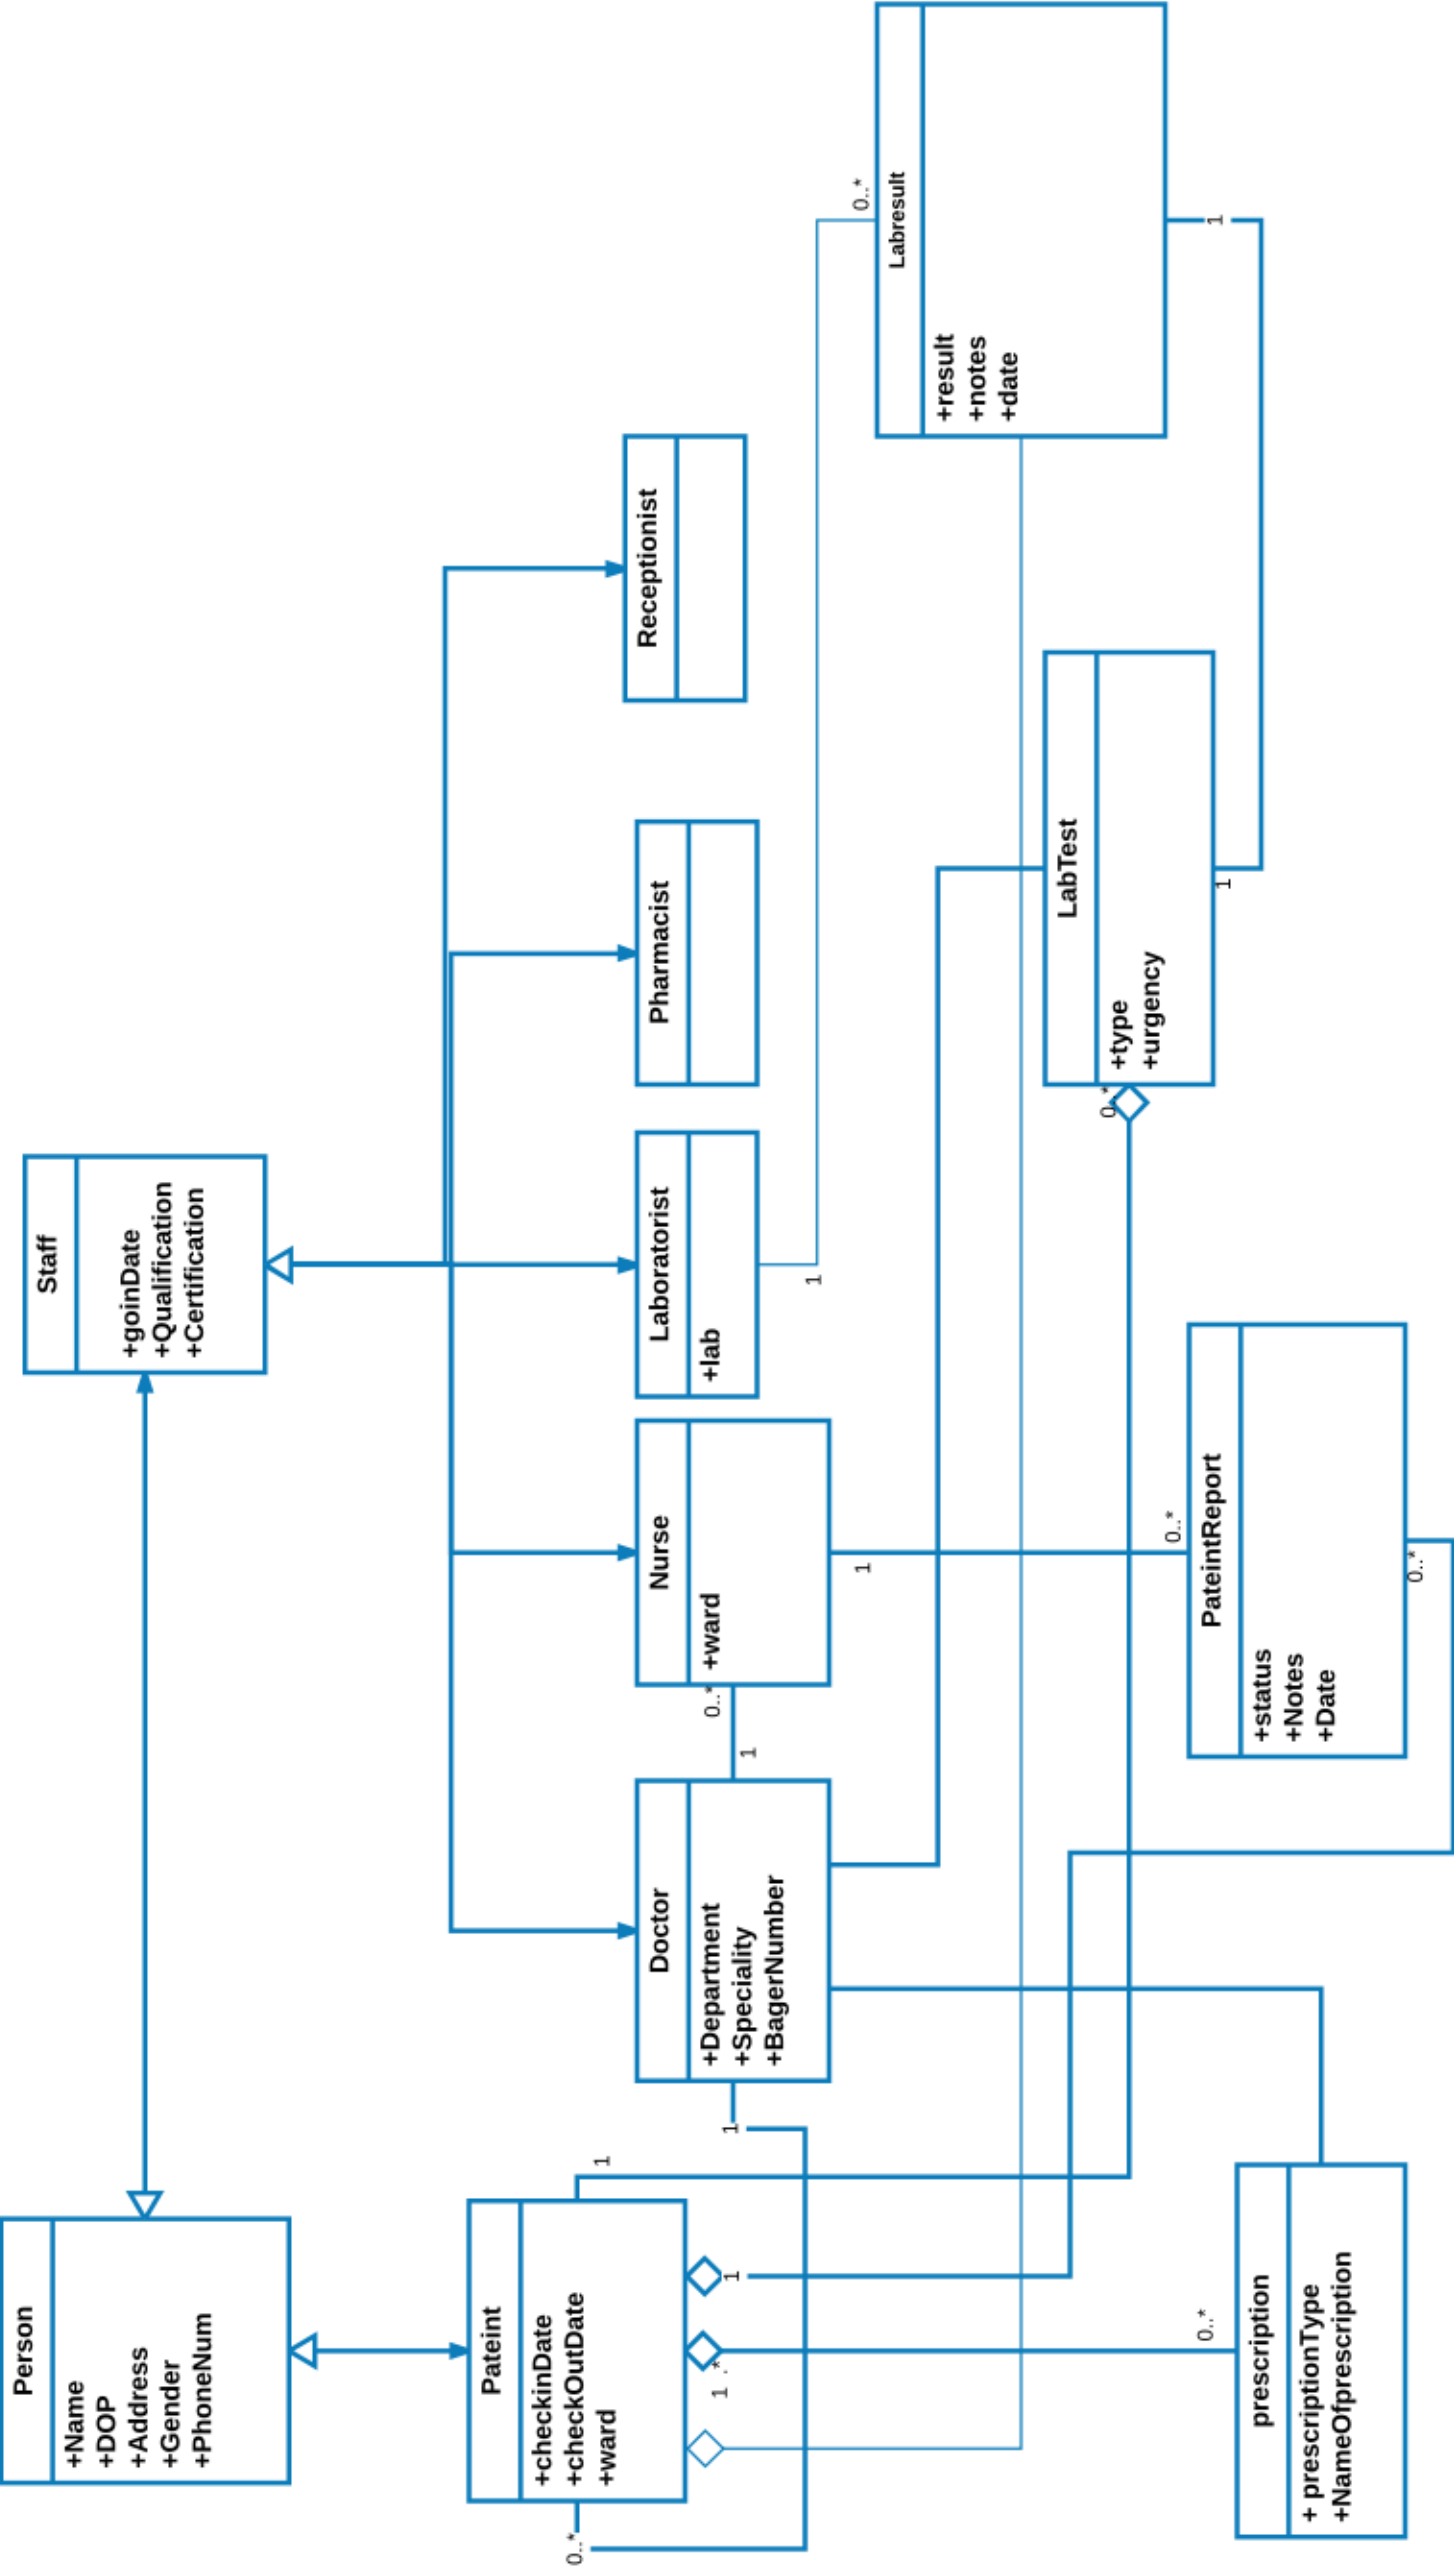 Person
+Name
+DOP
+Address
+Gender
+PhoneNum
Staff
+goinDate
+Qualification
+Certification
Pateint
+checkinDate
+checkOutDate
+ward
0..*
1
1
1 ..*
Doctor
+Department
+Speciality
+BagerNumber
1
1
Nurse
+ward
0..*
1
Laboratorist
+lab
1
Pharmacist
Receptionist
Labresult
+result
+notes
+date
0..*
1
LabTest
+type
+urgency
0..*
1
PateintReport
+status
+Notes
+Date
0..*
0..*
prescription
+ prescriptionType
+NameOfprescription
0..*